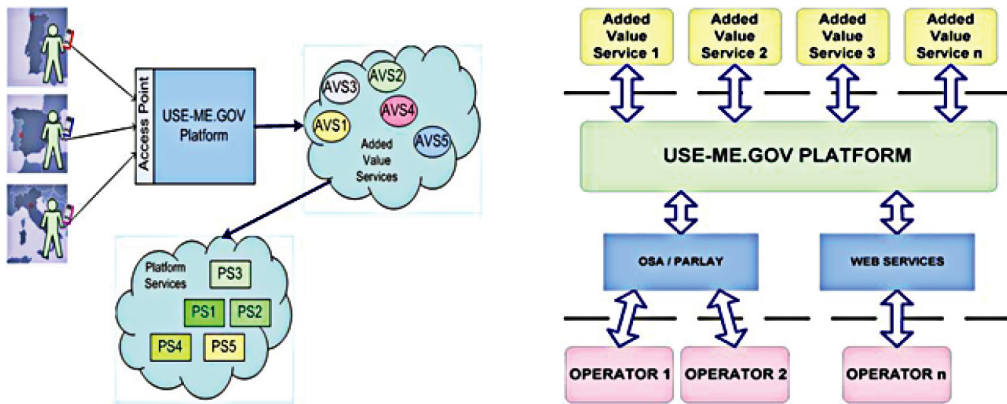 Access Point
USE-ME.GOV
Platform
AVS2
AVS3
AVS4
AVS1
AVS5
Added
Value
Services
Platform
Services
PS3
PS1
PS2
PS4
PS5
Added
Value
Service 1
Added
Value
Service 2
Added
Value
Service 3
Added
Value
Service n
USE-ME.GOV PLATFORM
OSA / PARLAY
WEB SERVICES
OPERATOR 1
OPERATOR 2
OPERATOR n